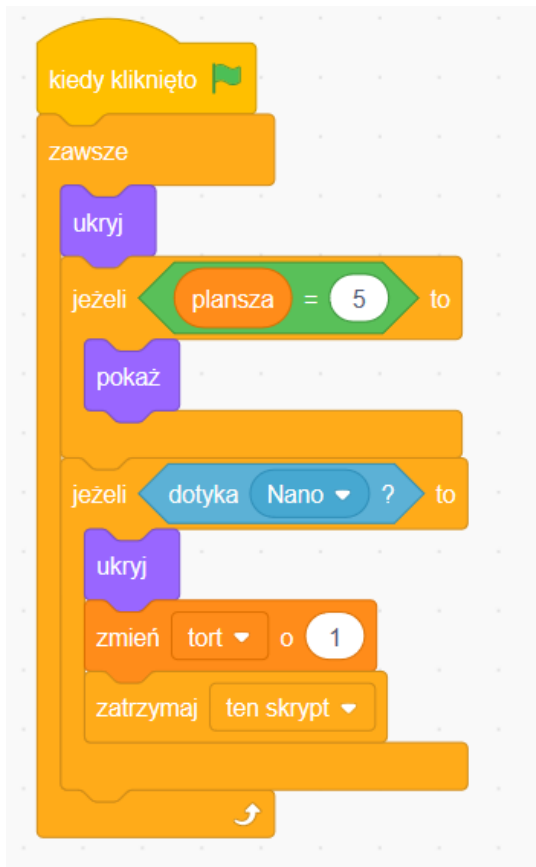 kiedy kliknięto
zawsze
ukryj
jeżeli plansza = 5 to
pokaż
jeżeli dotyka Nano ? to
ukryj
zmień tort o 1
zatrzymaj ten skrypt